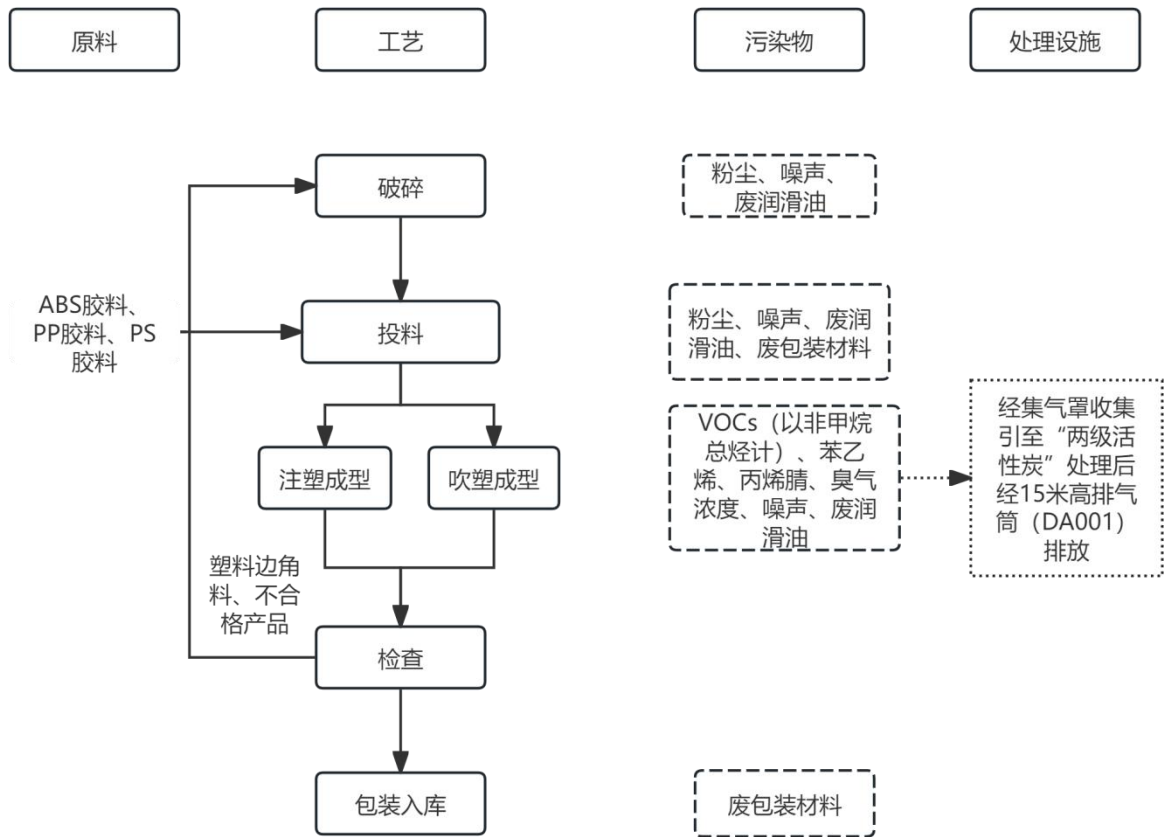 原料
工艺
污染物
处理设施
破碎
粉尘、噪声、
废润滑油
ABS胶料、
PP胶料、PS
胶料
投料
粉尘、噪声、废润
滑油、废包装材料
注塑成型
吹塑成型
VOCs（以非甲烷
总烃计）、苯乙
烯、丙烯腈、臭气
浓度、噪声、废润
滑油
经集气罩收集
引至“两级活
性炭”处理后
经15米高排气
筒（DA001）
排放
塑料边角
料、不合
格产品
检查
包装入库
废包装材料